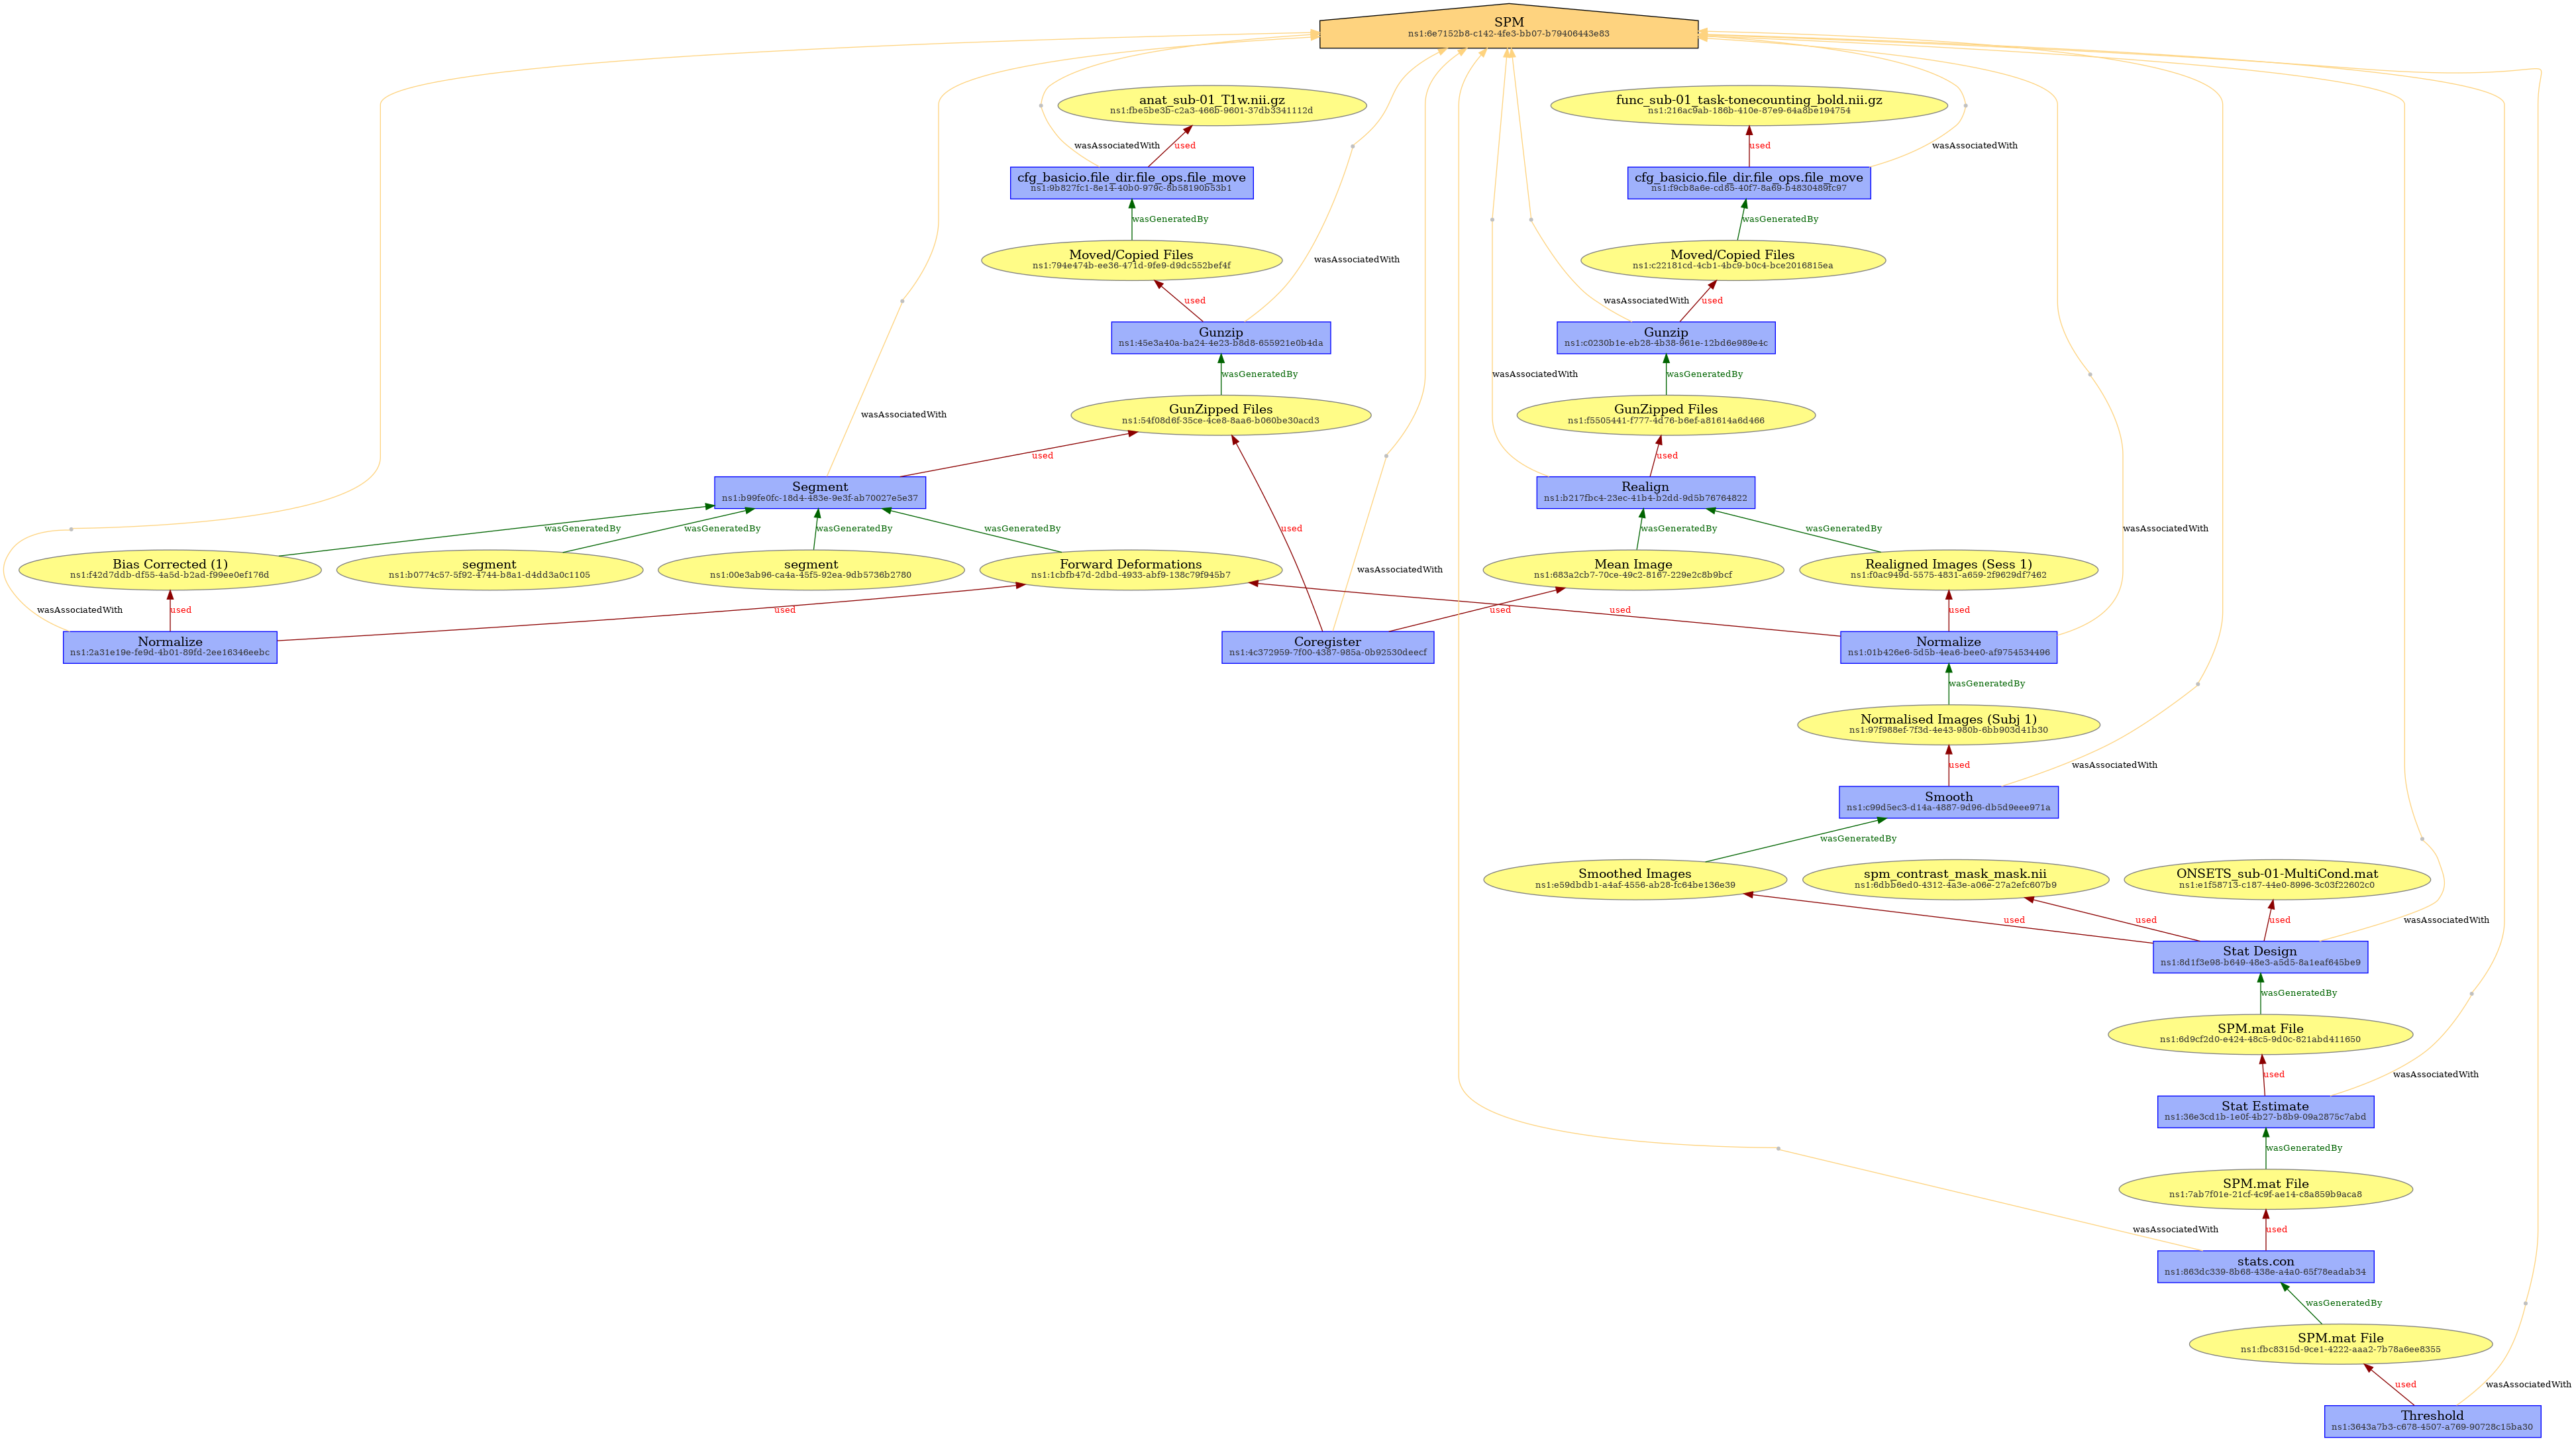 SPM
ns1:6e7152b8-c142-4fe3-bb07-b79406443e83
anat_sub-01_T1w.nii.gz
ns1:fbe5be3b-c2a3-466b-9601-37db3341112d
func_sub-01_task-tonecounting_bold.nii.gz
ns1:216ac9ab-186b-410e-87e9-64a8be194754
wasAssociatedWith
used
used
wasAssociatedWith
cfg_basicio.file_dir.file_ops.file_move
ns1:9b827fc1-8e14-40b0-979c-8b58190b53b1
cfg_basicio.file_dir.file_ops.file_move
ns1:f9cb8a6e-cd85-40f7-8a69-b4830489fc97
wasGeneratedBy
wasGeneratedBy
Moved/Copied Files
ns1:794e474b-ee36-471d-9fe9-d9dc552bef4f
wasAssociatedWith
Moved/Copied Files
ns1:c22181cd-4cb1-4bc9-b0c4-bce2016815ea
used
wasAssociatedWith
used
Gunzip
ns1:45e3a40a-ba24-4e23-b8d8-655921e0b4da
Gunzip
ns1:c0230b1e-eb28-4b38-961e-12bd6e989e4c
wasGeneratedBy
wasAssociatedWith
wasGeneratedBy
wasAssociatedWith
GunZipped Files
ns1:54f08d6f-35ce-4ce8-8aa6-b060be30acd3
GunZipped Files
ns1:f5505441-f777-4d76-b6ef-a81614a6d466
used
used
Segment
ns1:b99fe0fc-18d4-483e-9e3f-ab70027e5e37
Realign
ns1:b217fbc4-23ec-41b4-b2dd-9d5b76764822
wasGeneratedBy
wasGeneratedBy
wasGeneratedBy
wasGeneratedBy
used
wasGeneratedBy
wasGeneratedBy
wasAssociatedWith
Bias Corrected (1)
ns1:f42d7ddb-df55-4a5d-b2ad-f99ee0ef176d
segment
ns1:b0774c57-5f92-4744-b8a1-d4dd3a0c1105
segment
ns1:00e3ab96-ca4a-45f5-92ea-9db5736b2780
Forward Deformations
ns1:1cbfb47d-2dbd-4933-abf9-138c79f945b7
wasAssociatedWith
Mean Image
ns1:683a2cb7-70ce-49c2-8167-229e2c8b9bcf
Realigned Images (Sess 1)
ns1:f0ac949d-5575-4831-a659-2f9629df7462
wasAssociatedWith
used
used
used
used
used
Normalize
ns1:2a31e19e-fe9d-4b01-89fd-2ee16346eebc
Coregister
ns1:4c372959-7f00-4387-985a-0b92530deecf
Normalize
ns1:01b426e6-5d5b-4ea6-bee0-af9754534496
wasGeneratedBy
Normalised Images (Subj 1)
ns1:97f988ef-7f3d-4e43-980b-6bb903d41b30
used
wasAssociatedWith
Smooth
ns1:c99d5ec3-d14a-4887-9d96-db5d9eee971a
wasGeneratedBy
Smoothed Images
ns1:e59dbdb1-a4af-4556-ab28-fc64be136e39
spm_contrast_mask_mask.nii
ns1:6dbb6ed0-4312-4a3e-a06e-27a2efc607b9
ONSETS_sub-01-MultiCond.mat
ns1:e1f58713-c187-44e0-8996-3c03f22602c0
used
used
used
wasAssociatedWith
Stat Design
ns1:8d1f3e98-b649-48e3-a5d5-8a1eaf645be9
wasGeneratedBy
SPM.mat File
ns1:6d9cf2d0-e424-48c5-9d0c-821abd411650
used
wasAssociatedWith
Stat Estimate
ns1:36e3cd1b-1e0f-4b27-b8b9-09a2875c7abd
wasGeneratedBy
SPM.mat File
ns1:7ab7f01e-21cf-4c9f-ae14-c8a859b9aca8
wasAssociatedWith
used
stats.con
ns1:863dc339-8b68-438e-a4a0-65f78eadab34
wasGeneratedBy
SPM.mat File
ns1:fbc8315d-9ce1-4222-aaa2-7b78a6ee8355
used
wasAssociatedWith
Threshold
ns1:3643a7b3-c678-4507-a769-90728c15ba30